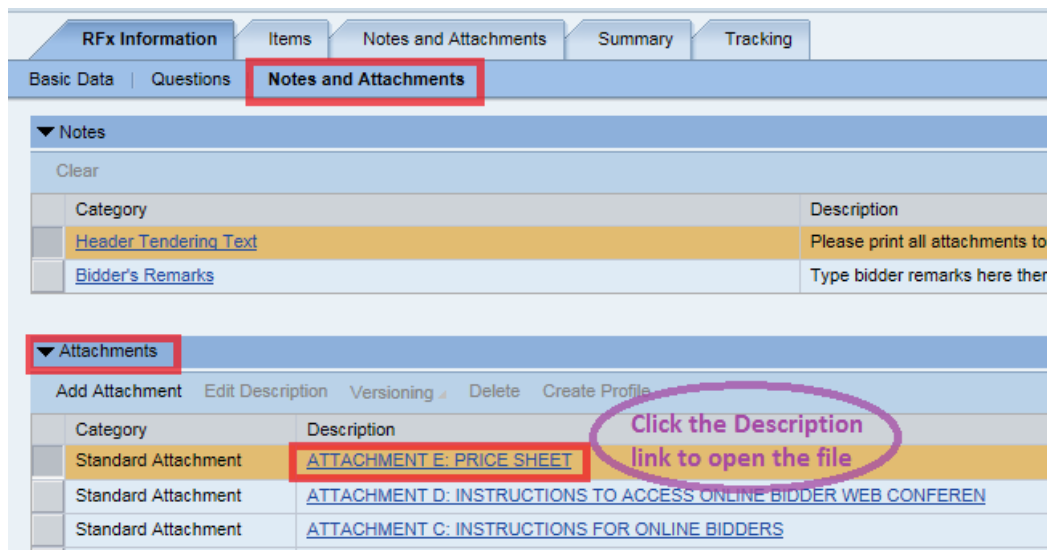 RFx Information Items Notes and Attachments Summary Tracking
Basic Data | Questions Notes and Attachments
Notes
Clear
Category Description
Header Tendering Text Please print all attachments to
Bidder's Remarks Type bidder remarks here ther
Attachments
Add Attachment Edit Description Versioning Delete Create Profile
Category Description
Standard Attachment ATTACHMENT E: PRICE SHEET
Click the Description
link to open the file
Standard Attachment ATTACHMENT D: INSTRUCTIONS TO ACCESS ONLINE BIDDER WEB CONFEREN
Standard Attachment ATTACHMENT C: INSTRUCTIONS FOR ONLINE BIDDERS